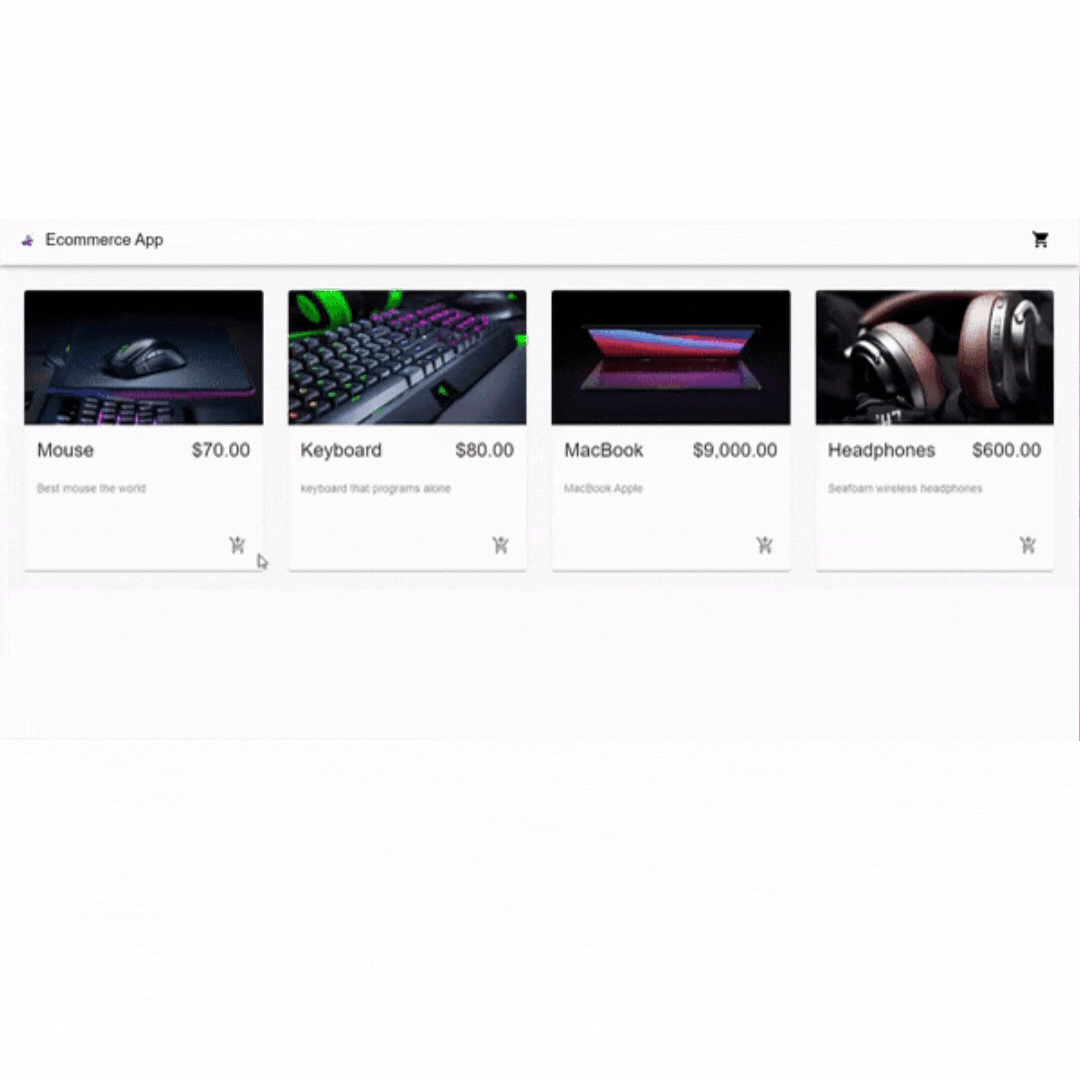 Ecommerce App
Mouse $70.00
Best mouse the world
Keyboard $80.00
keyboard that programs alone
MacBook $9,000.00
MacBook Apple
Headphones $600.00
Seafoam wireless headphones